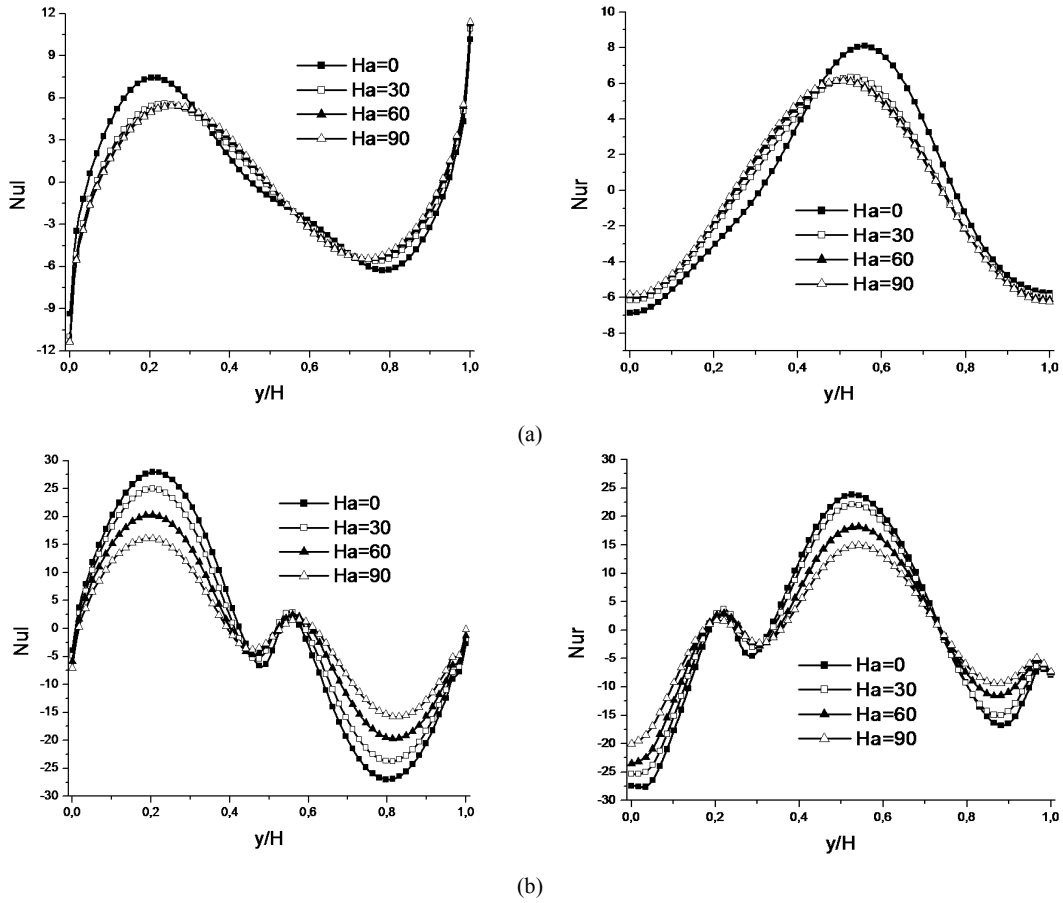 12
9
6
3
0
-3
-6
-9
-12
Nul
Ha=0
Ha=30
Ha=60
Ha=90
0,0 0,2 0,4 0,6 0,8 1,0
y/H
10
8
6
4
2
0
-2
-4
-6
-8
Nur
Ha=0
Ha=30
Ha=60
Ha=90
0,0 0,2 0,4 0,6 0,8 1,0
y/H
(a)
30
25
20
15
10
5
0
-5
-10
-15
-20
-25
-30
Nul
Ha=0
Ha=30
Ha=60
Ha=90
0,0 0,2 0,4 0,6 0,8 1,0
y/H
30
25
20
15
10
5
0
-5
-10
-15
-20
-25
-30
Nur
Ha=0
Ha=30
Ha=60
Ha=90
0,0 0,2 0,4 0,6 0,8 1,0
y/H
(b)